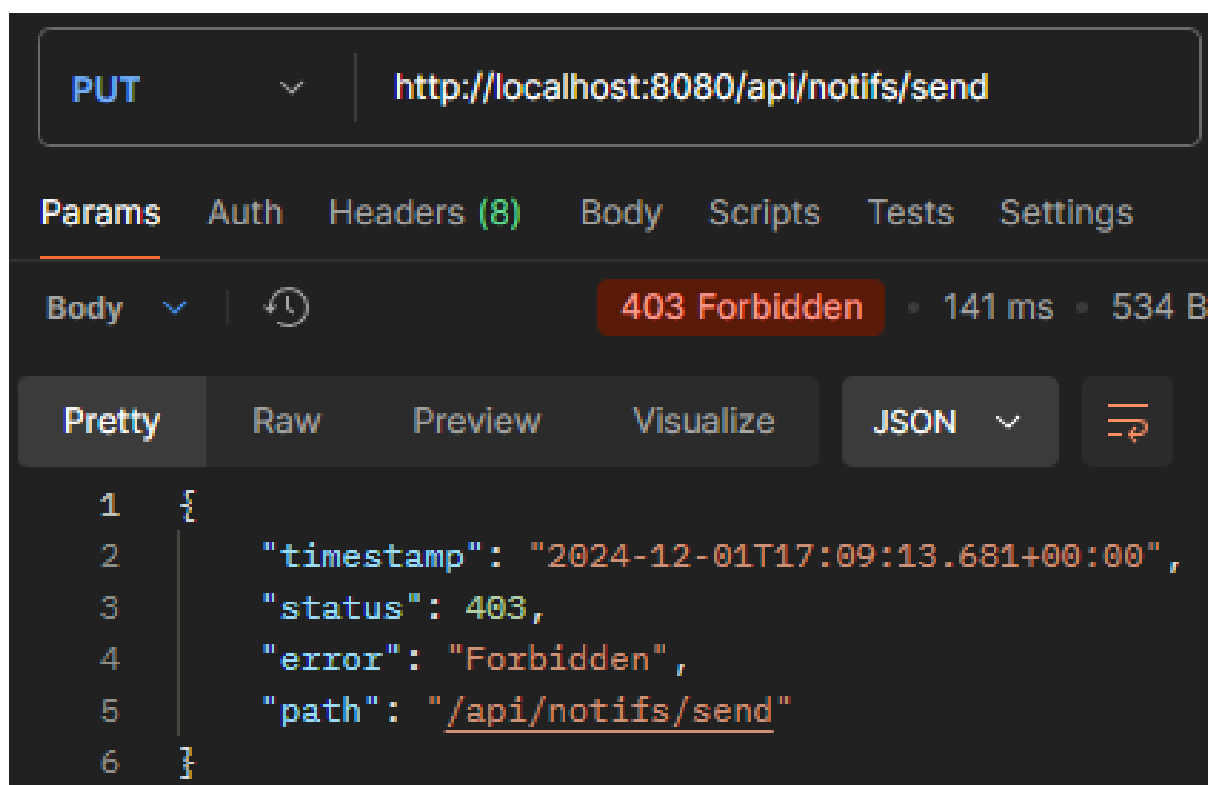 PUT http://localhost:8080/api/notifs/send
Params Auth Headers (8) Body Scripts Tests Settings
Body 403 Forbidden • 141 ms • 534 B
Pretty Raw Preview Visualize JSON
1 {
2 "timestamp": "2024-12-01T17:09:13.681+00:00",
3 "status": 403,
4 "error": "Forbidden",
5 "path": "/api/notifs/send"
6 }